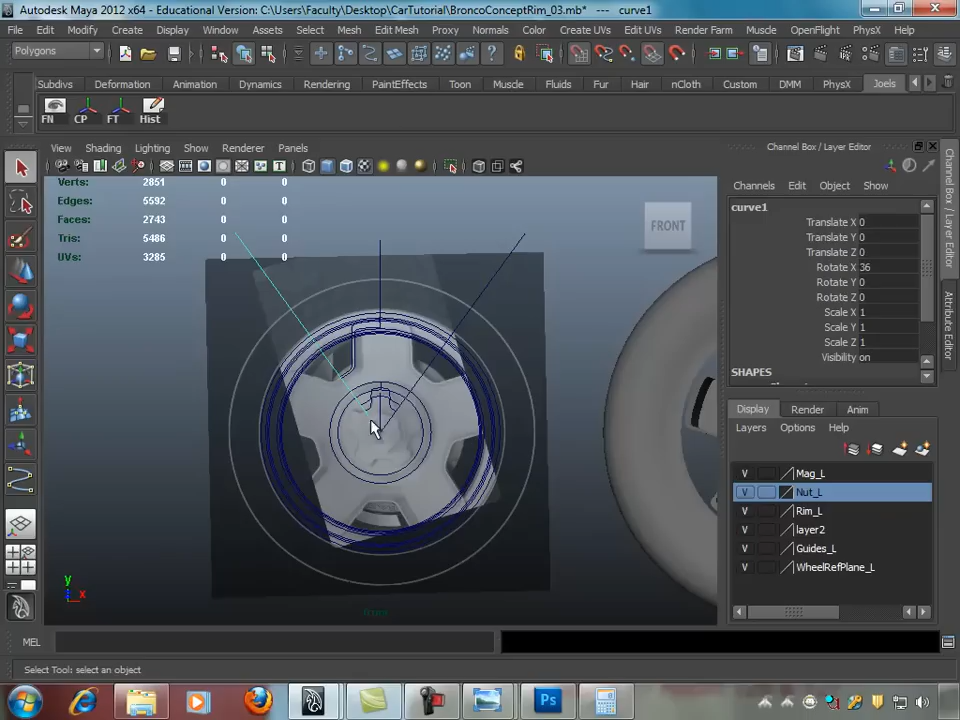 Autodesk Maya 2012 x64 - Educational Version: C:\Users\Faculty\Desktop\CarTutorial\BroncoConceptRim_03.mb* --- curve1
File Edit Modify Create Display Window Assets Select Mesh Edit Mesh Proxy Normals Color Create UVs Edit UVs Render Farm Muscle OpenFlight PhysX Help
Polygons
Subdivs Deformation Animation Dynamics Rendering PaintEffects Toon Muscle Fluids Fur Hair nCloth Custom DMM PhysX Joels
FN CP FT Hist
View Shading Lighting Show Renderer Panels
Channel Box / Layer Editor
Verts: 2851 0 0
Edges: 5592 0 0
Faces: 2743 0 0
Tris: 5486 0 0
UVs: 3285 0 0
FRONT
Channels Edit Object Show
curve1
Translate X 0
Translate Y 0
Translate Z 0
Rotate X 36
Rotate Y 0
Rotate Z 0
Scale X 1
Scale Y 1
Scale Z 1
Visibility on
SHAPES
Channel Box / Layer Editor
Attribute Editor
Display Render Anim
Layers Options Help
V Mag_L
V Nut_L
V Rim_L
V layer2
V Guides_L
V WheelRefPlane_L
y
z x
front
MEL
Select Tool: select an object
Ps